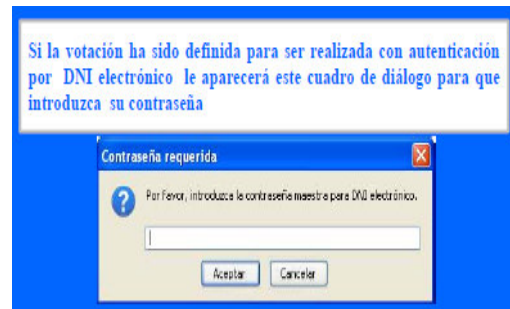 Si la votación ha sido definida para ser realizada con autenticación
por DNI electrónico le aparecerá este cuadro de diálogo para que
introduzca su contraseña
Contraseña requerida
Por Favor, introduzca la contraseña maestra para DNI electrónico.
Aceptar Cancelar